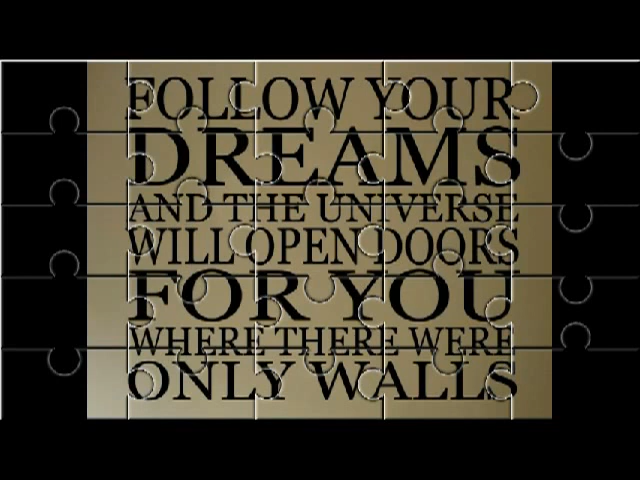 FOLLOW YOUR
DREAMS
AND THE UNIVERSE
WILL OPEN DOORS
FOR YOU
WHERE THERE WERE
ONLY WALLS